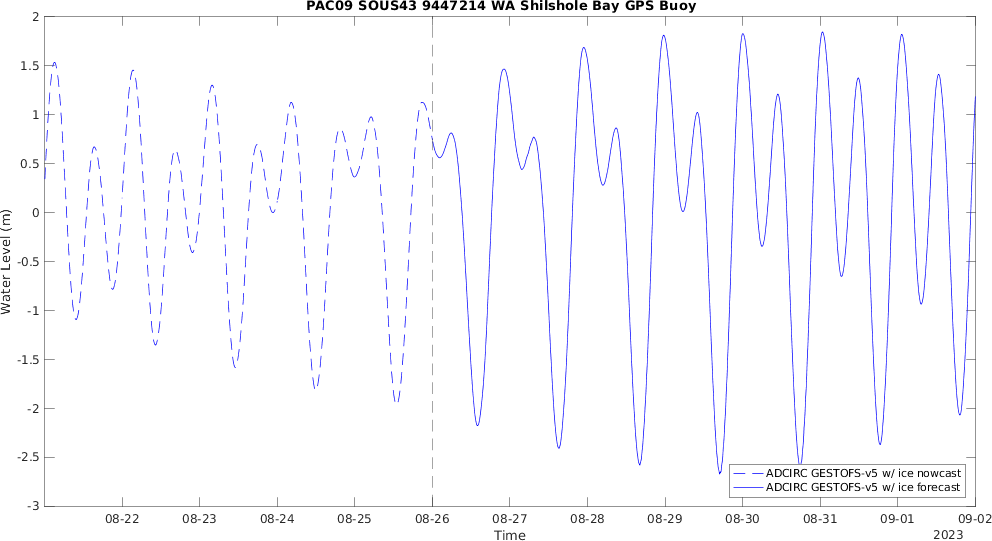 PAC09 SOUS43 9447214 WA Shilshole Bay GPS Buoy
2
1.5
1
0.5
0
-0.5
-1
-1.5
-2
-2.5
-3
Water Level (m)
ADCIRC GESTOFS-v5 w/ ice nowcast
ADCIRC GESTOFS-v5 w/ ice forecast
08-22 08-23 08-24 08-25 08-26 08-27 08-28 08-29 08-30 08-31 09-01 09-02
Time
2023